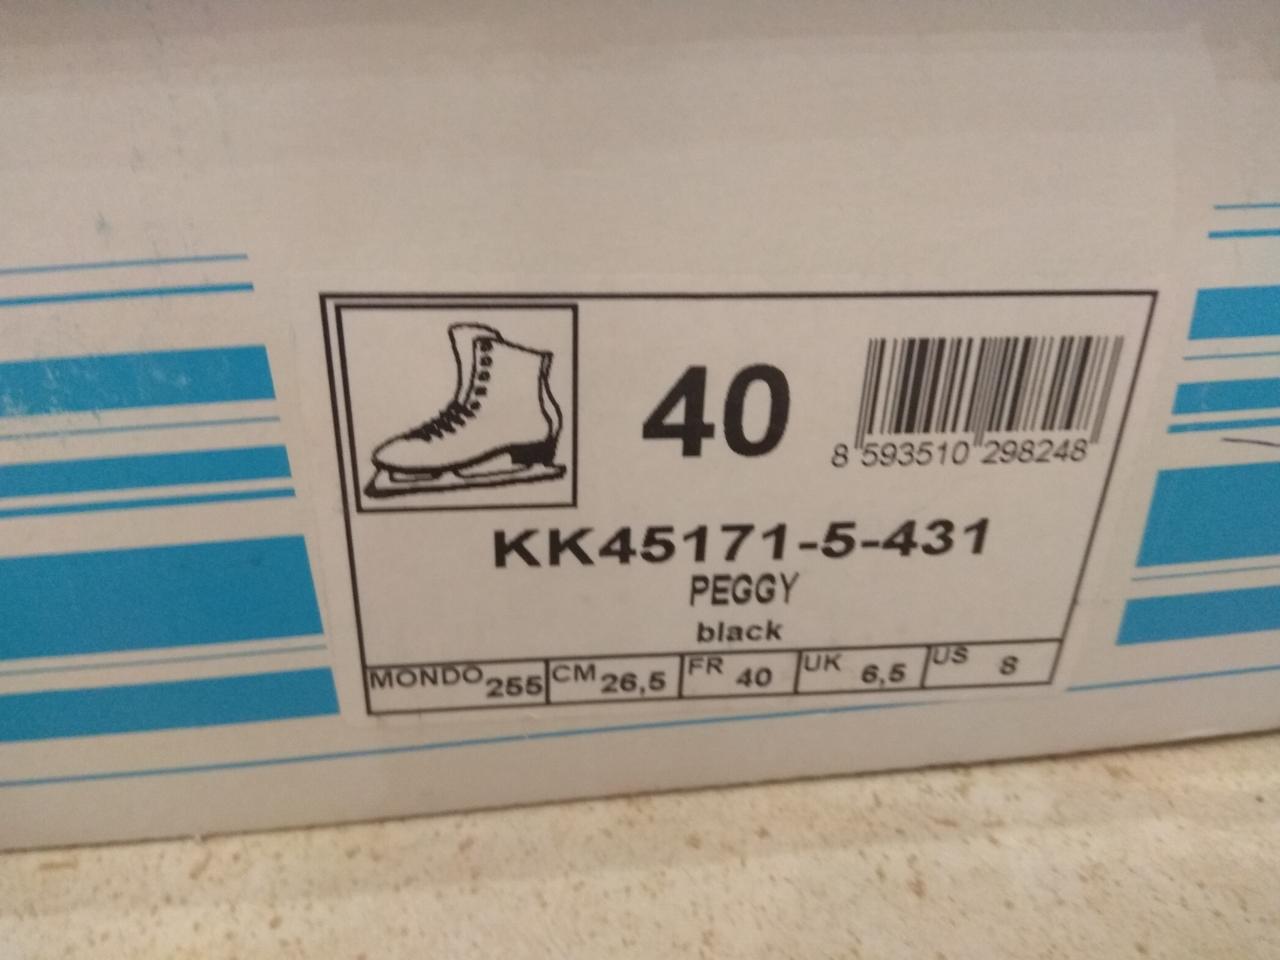 40
8 593510 298248
KK45171-5-431
PEGGY
black
MONDO 255 CM 26,5 FR 40 UK 6,5 US 8